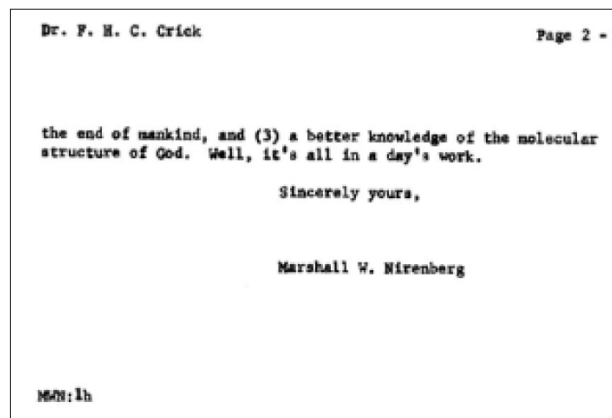 Dr. F. H. C. Crick
Page 2 -
the end of mankind, and (3) a better knowledge of the molecular
structure of God. Well, it's all in a day's work.
Sincerely yours,
Marshall W. Nirenberg
MWN:lh